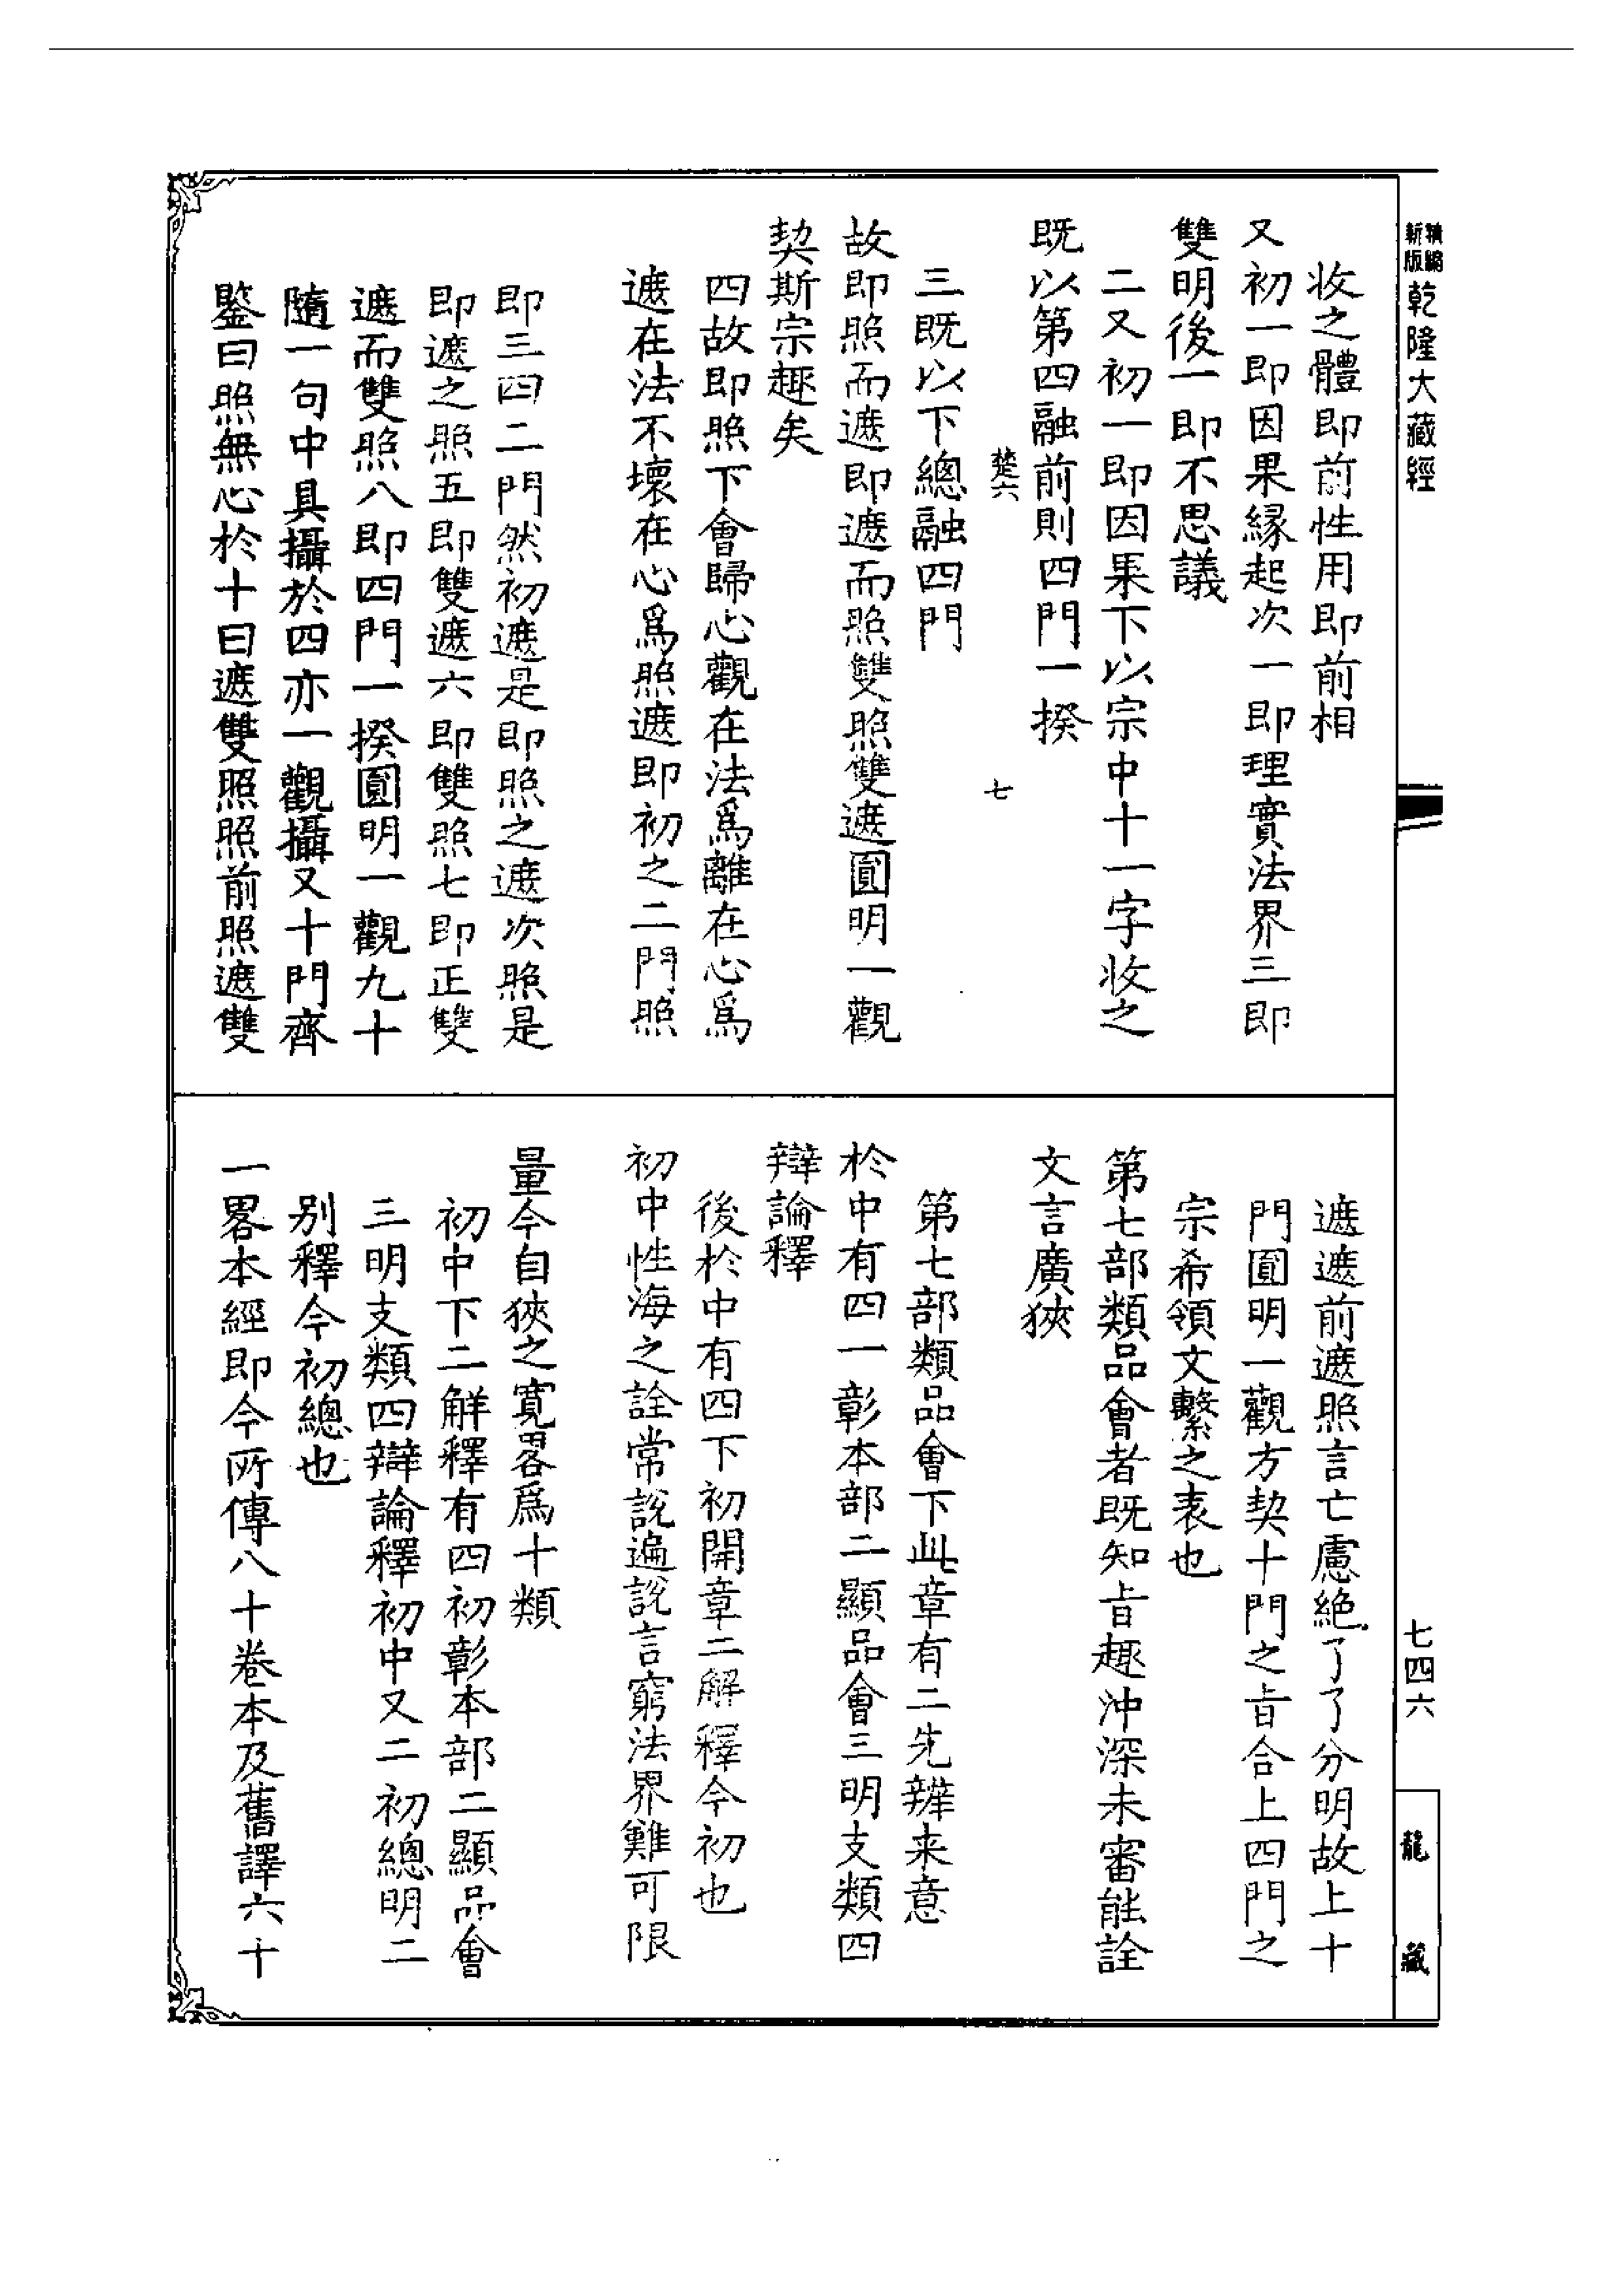 新編
新版
乾隆大藏經
收之體即前性用即前相
又初一即因果緣起次一即理實法界三即
雙明後一即不思議
二又初一即因果下以宗中十一字收之
既以第四融前則四門一揆
楚六
七
三既以下總融四門
故即照而遮即遮而照雙照雙遮圓明一觀
契斯宗趣矣
四故即照下會歸心觀在法為離在心為
遮在法不壞在心為照遮即初之二門照
即三四二門然初遮是即照之遮次照是
即遮之照五即雙遮六即雙照七即正雙
遮而雙照八即四門一揆圓明一觀九十
隨一句中具攝於四亦一觀攝又十門齊
鑒曰照無心於十曰遮雙照照前照遮雙
遮遮前遮照言亡慮絕了了分明故上十
門圓明一觀方契十門之旨合上四門之
宗希領文繫之表也
第七部類品會者既知旨趣沖深未審能詮
文言廣狹
第七部類品會下此章有二先辨来意
於中有四一彰本部二顯品會三明支類四
辯論釋
後於中有四下初開章二解釋今初也
初中性海之詮常說遍說言窮法界難可限
量今自狹之寬畧為十類
初中下二解釋有四初彰本部二顯品會
三明支類四辯論釋初中又二初總明二
別釋今初總也
一畧本經即今所傳八十卷本及舊譯六十
七四六
龍藏